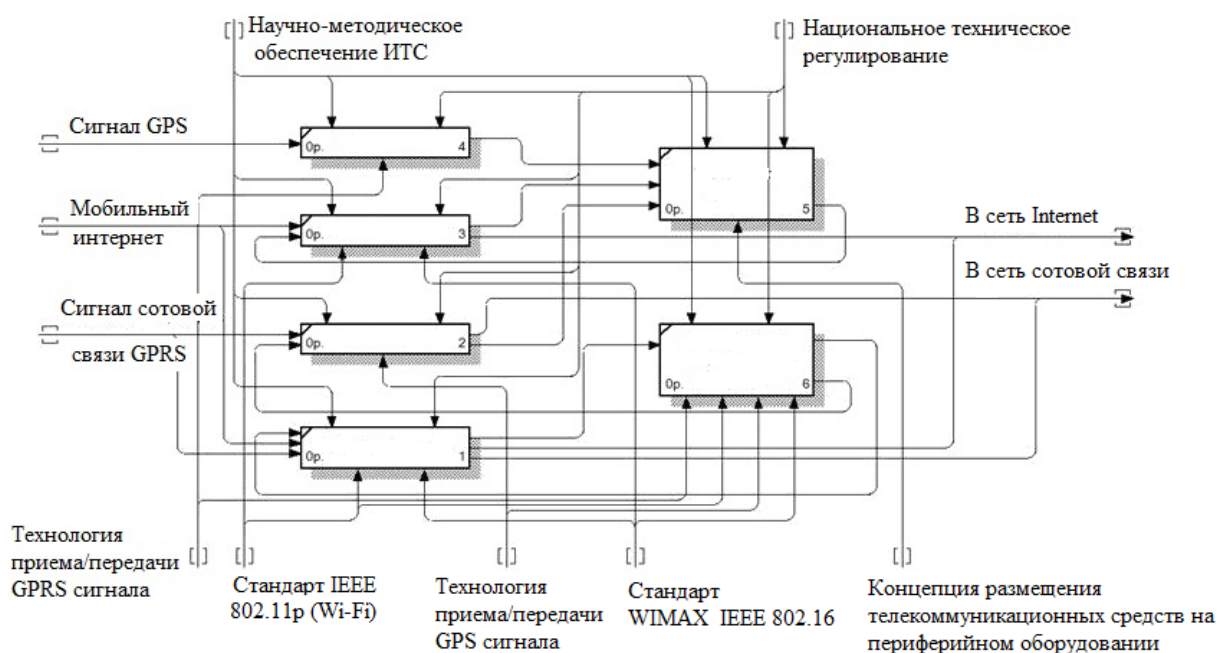 Научно-методическое
обеспечение ИТС
Национальное техническое
регулирование
Сигнал GPS
0р.
4
0р.
5
Мобильный
интернет
0р.
3
В сеть Internet
В сеть сотовой связи
Сигнал сотовой
связи GPRS
0р.
2
0р.
6
0р.
1
Технология
приема/передачи
GPRS сигнала
Стандарт IEEE
802.11p (Wi-Fi)
Технология
приема/передачи
GPS сигнала
Стандарт
WIMAX IEEE 802.16
Концепция размещения
телекоммуникационных средств на
периферийном оборудовании